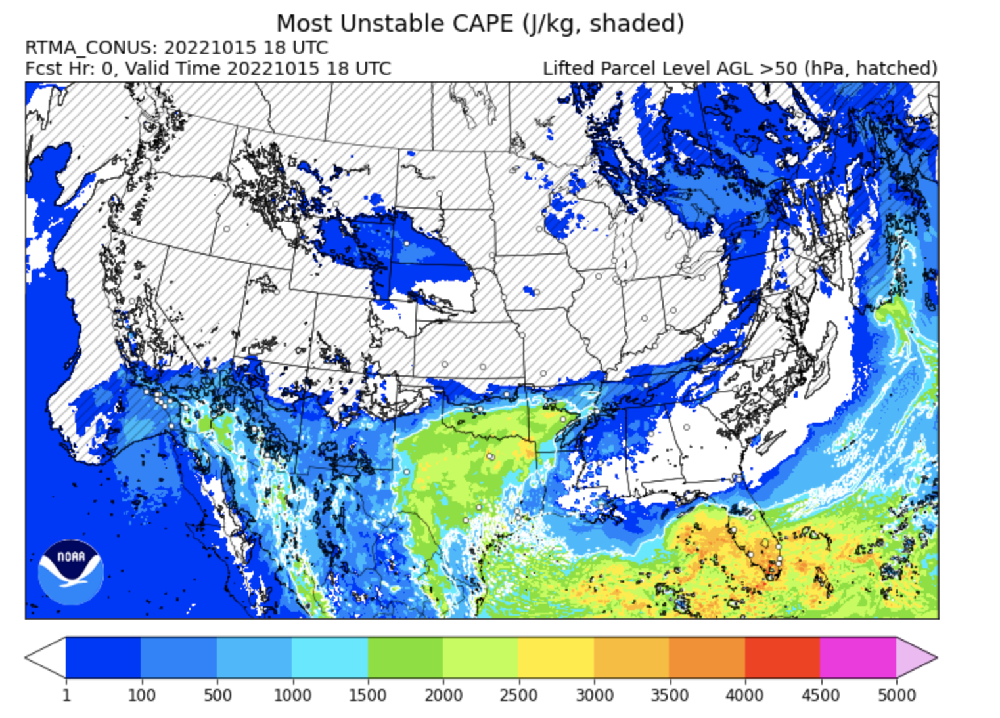 Most Unstable CAPE (J/kg, shaded)
RTMA_CONUS: 20221015 18 UTC
Fcst Hr: 0, Valid Time 20221015 18 UTC
Lifted Parcel Level AGL >50 (hPa, hatched)
NOAA
1 100 500 1000 1500 2000 2500 3000 3500 4000 4500 5000